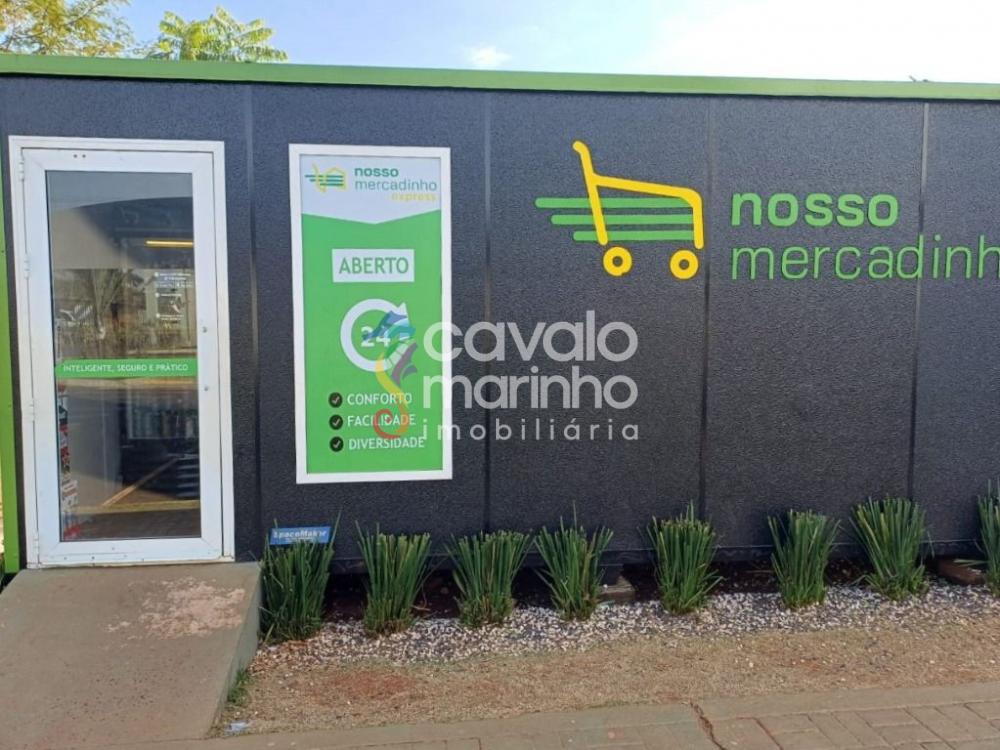 nosso
mercadinho
express
ABERTO
24
CONFORTO
FACILIDADE
DIVERSIDADE
INTELIGENTE, SEGURO E PRÁTICO
nosso
mercadinh
cavalo
marinho
imobiliária